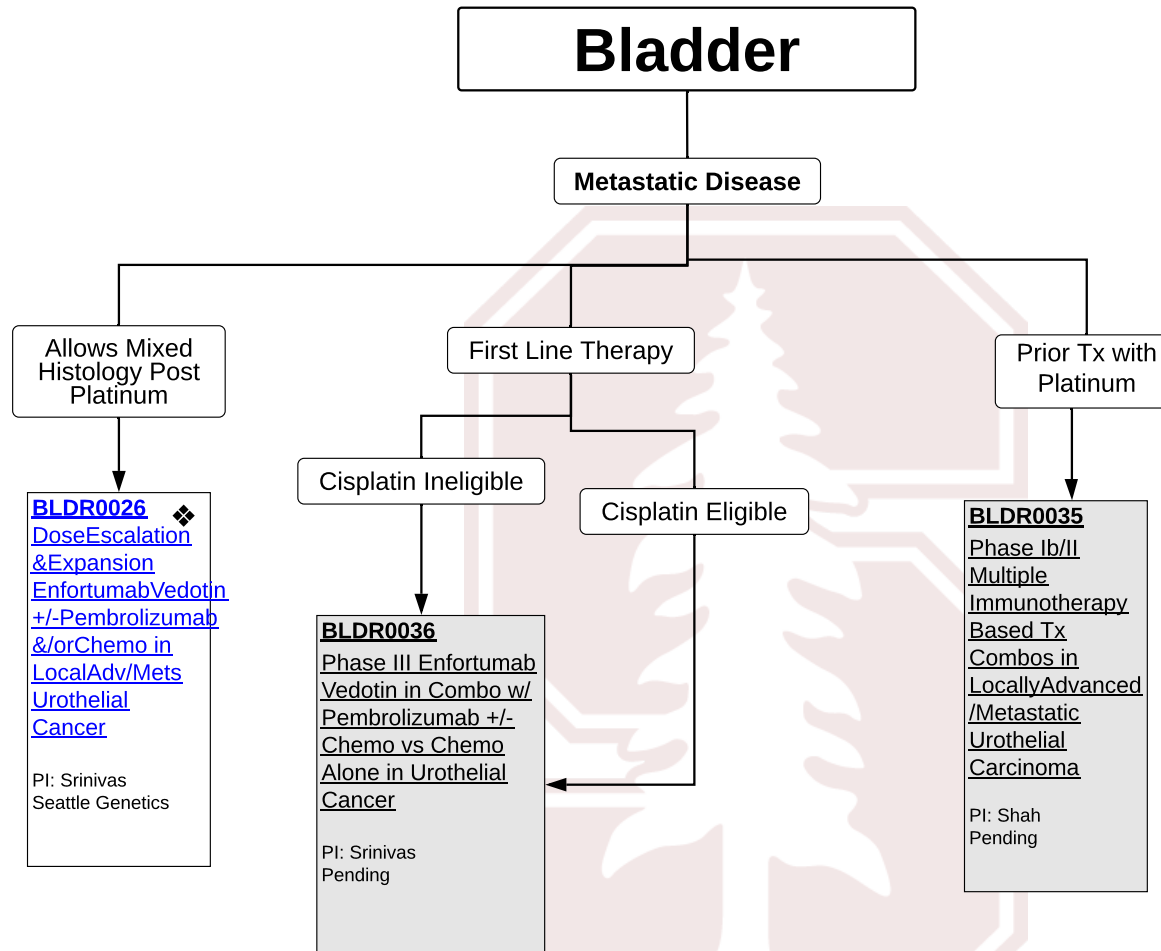 Bladder
Metastatic Disease
Allows Mixed
Histology Post
Platinum
First Line Therapy
Prior Tx with
Platinum
Cisplatin Ineligible
Cisplatin Eligible
BLDR0026
DoseEscalation
&Expansion
EnfortumabVedotin
+/-Pembrolizumab
&/orChemo in
LocalAdv/Mets
Urothelial
Cancer
PI: Srinivas
Seattle Genetics
BLDR0036
Phase III Enfortumab
Vedotin in Combo w/
Pembrolizumab +/-
Chemo vs Chemo
Alone in Urothelial
Cancer
PI: Srinivas
Pending
BLDR0035
Phase Ib/II
Multiple
Immunotherapy
Based Tx
Combos in
LocallyAdvanced
/Metastatic
Urothelial
Carcinoma
PI: Shah
Pending